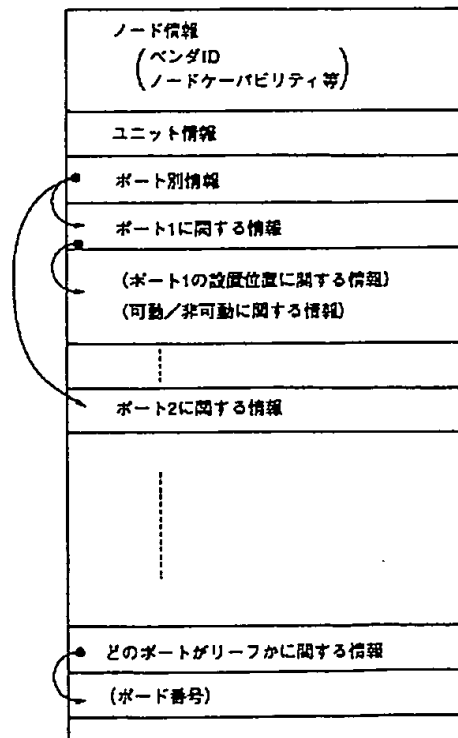 ノード情報
(ベンダID
ノードケーパビリティ等)
ユニット情報
ポート別情報
ポート1に関する情報
(ポート1の設置位置に関する情報)
(可動/非可動に関する情報)
ポート2に関する情報
どのポートがリーフかに関する情報
(ボード番号)